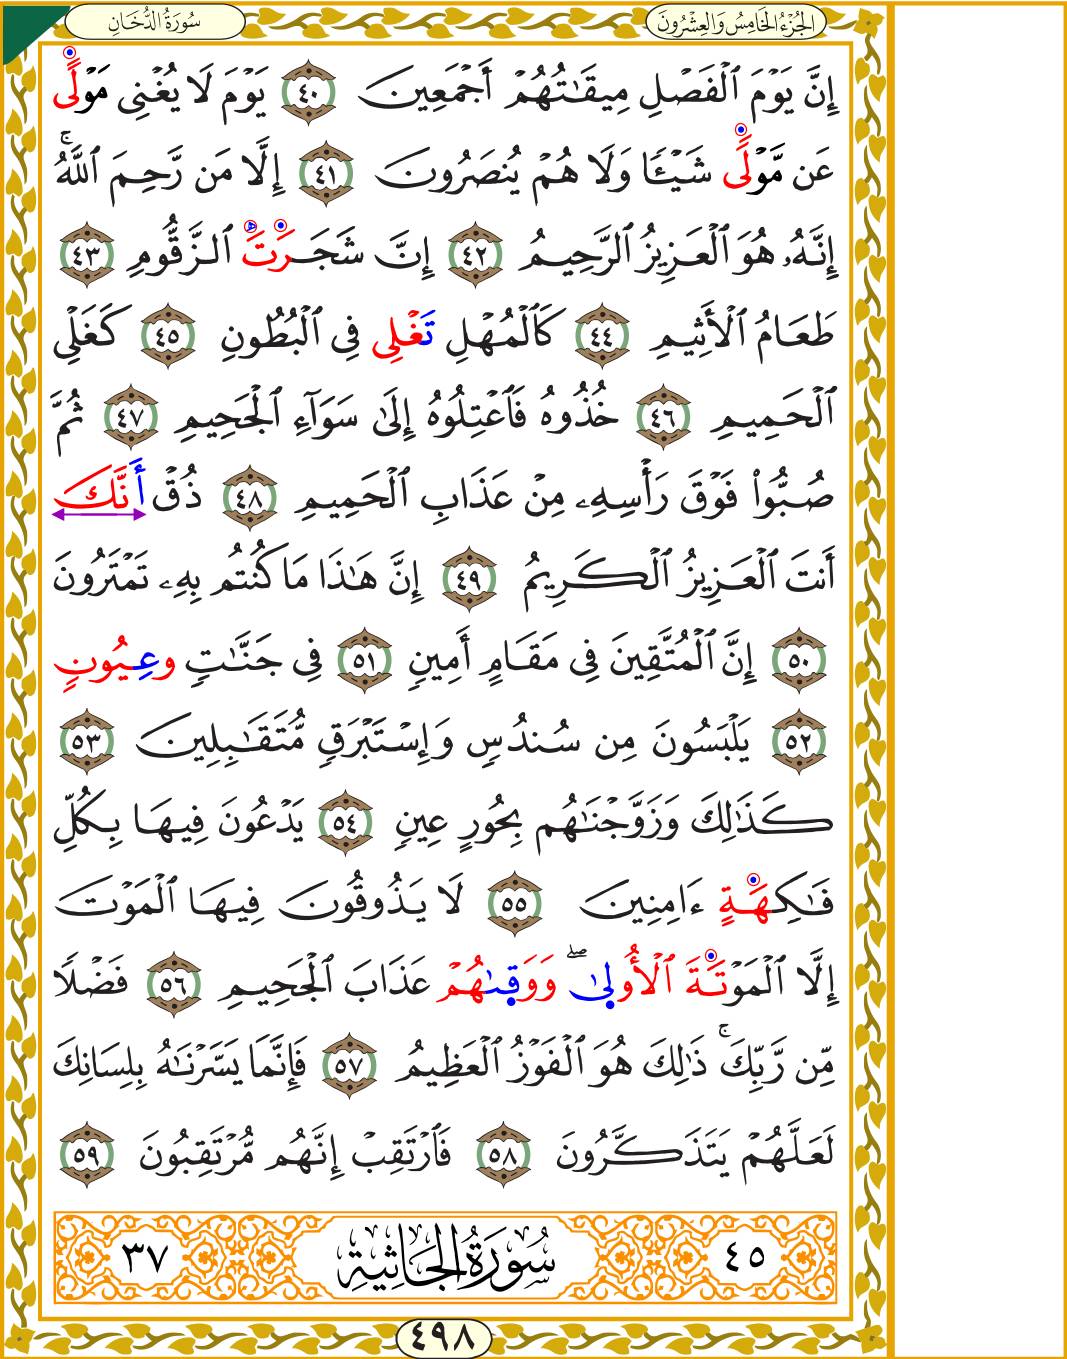 الجُزْءُ الخَامِسُ وَالعِشْرُونَ
سُورَةُ الدُّخَانِ
إِنَّ يَوْمَ ٱلْفَصْلِ مِيقَـٰتُهُمْ أَجْمَعِينَ ٤٠ يَوْمَ لَا يُغْنِى مَوْلًى
عَن مَّوْلًى شَيْـًٔا وَلَا هُمْ يُنصَرُونَ ٤١ إِلَّا مَن رَّحِمَ ٱللَّهُ ۚ
إِنَّهُۥ هُوَ ٱلْعَزِيزُ ٱلرَّحِيمُ ٤٢ إِنَّ شَجَرَتَ ٱلزَّقُّومِ ٤٣
طَعَامُ ٱلْأَثِيمِ ٤٤ كَٱلْمُهْلِ تَغْلِى فِى ٱلْبُطُونِ ٤٥ كَغَلْىِ
ٱلْحَمِيمِ ٤٦ خُذُوهُ فَٱعْتِلُوهُ إِلَىٰ سَوَآءِ ٱلْجَحِيمِ ٤٧ ثُمَّ
صُبُّوا۟ فَوْقَ رَأْسِهِۦ مِنْ عَذَابِ ٱلْحَمِيمِ ٤٨ ذُقْ أَنَّكَ
أَنتَ ٱلْعَزِيزُ ٱلْكَرِيمُ ٤٩ إِنَّ هَـٰذَا مَا كُنتُم بِهِۦ تَمْتَرُونَ
٥٠ إِنَّ ٱلْمُتَّقِينَ فِى مَقَامٍ أَمِينٍ ٥١ فِى جَنَّـٰتٍ وعِيُونٍ
٥٢ يَلْبَسُونَ مِن سُندُسٍ وَإِسْتَبْرَقٍ مُّتَقَـٰبِلِينَ ٥٣
كَذَٰلِكَ وَزَوَّجْنَـٰهُم بِحُورٍ عِينٍ ٥٤ يَدْعُونَ فِيهَا بِكُلِّ
فَـٰكِهَةٍ ءَامِنِينَ ٥٥ لَا يَذُوقُونَ فِيهَا ٱلْمَوْتَ
إِلَّا ٱلْمَوْتَةَ ٱلْأُولَىٰ ۖ وَوَقَىٰهُمْ عَذَابَ ٱلْجَحِيمِ ٥٦ فَضْلًا
مِّن رَّبِّكَ ۚ ذَٰلِكَ هُوَ ٱلْفَوْزُ ٱلْعَظِيمُ ٥٧ فَإِنَّمَا يَسَّرْنَـٰهُ بِلِسَانِكَ
لَعَلَّهُمْ يَتَذَكَّرُونَ ٥٨ فَٱرْتَقِبْ إِنَّهُم مُّرْتَقِبُونَ ٥٩
٤٥ سُورَةُ الجَاثِيَةِ ٣٧
٤٩٨